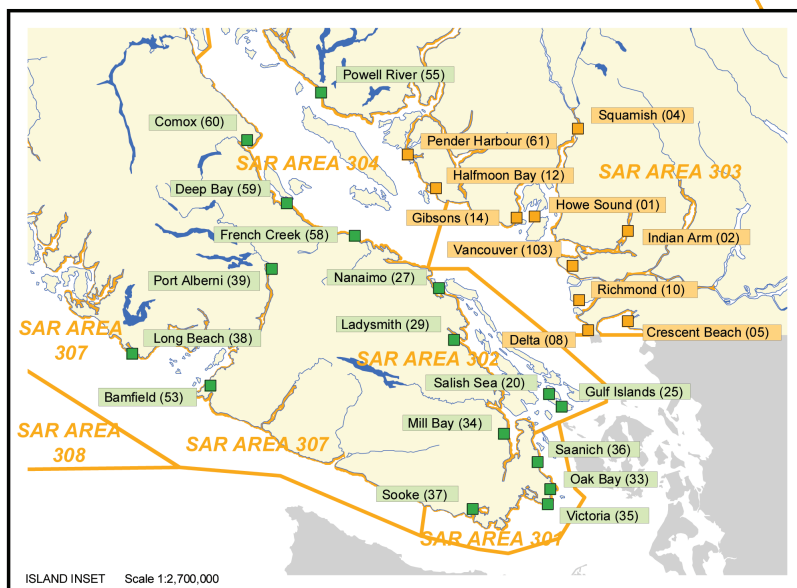 Powell River (55)
Squamish (04)
Comox (60)
Pender Harbour (61)
SAR AREA 304
SAR AREA 303
Halfmoon Bay (12)
Deep Bay (59)
Howe Sound (01)
Gibsons (14)
French Creek (58)
Indian Arm (02)
Vancouver (103)
Port Alberni (39)
Nanaimo (27)
Richmond (10)
Ladysmith (29)
SAR AREA
307
Long Beach (38)
Delta (08)
Crescent Beach (05)
SAR AREA 302
Salish Sea (20)
Gulf Islands (25)
Bamfield (53)
Mill Bay (34)
SAR AREA
308
SAR AREA 307
Saanich (36)
Oak Bay (33)
Sooke (37)
Victoria (35)
SAR AREA 301
ISLAND INSET Scale 1:2,700,000